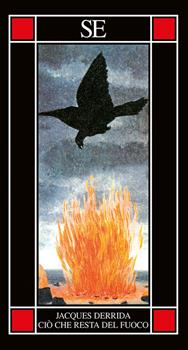 SE
JACQUES DERRIDA
CIÒ CHE RESTA DEL FUOCO